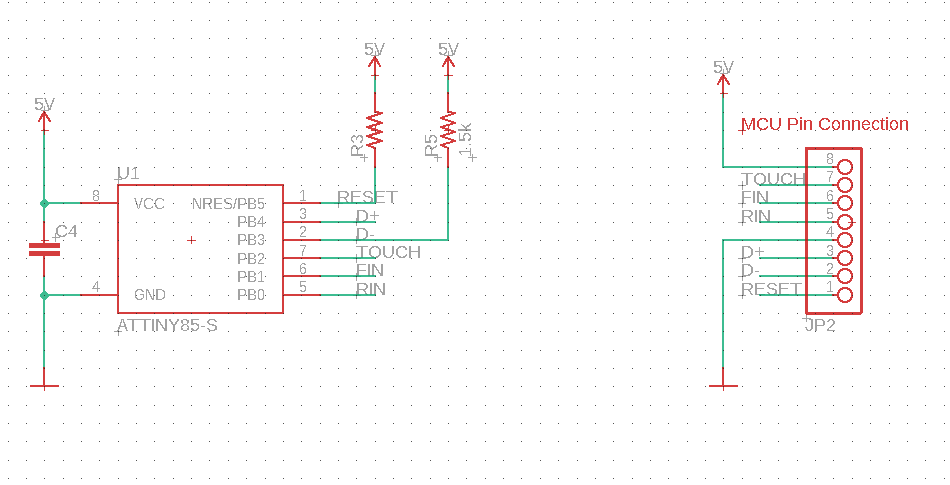 5V
5V
5V
5V
MCU Pin Connection
R3
R5
1.5k
U1
8
VCC
NRES/PB5
1
RESET
PB4
3
D+
PB3
2
D-
PB2
7
TOUCH
PB1
6
FIN
4
GND
PB0
5
RIN
ATTINY85-S
C4
8
TOUCH
7
FIN
6
RIN
5
4
D+
3
D-
2
RESET
1
JP2